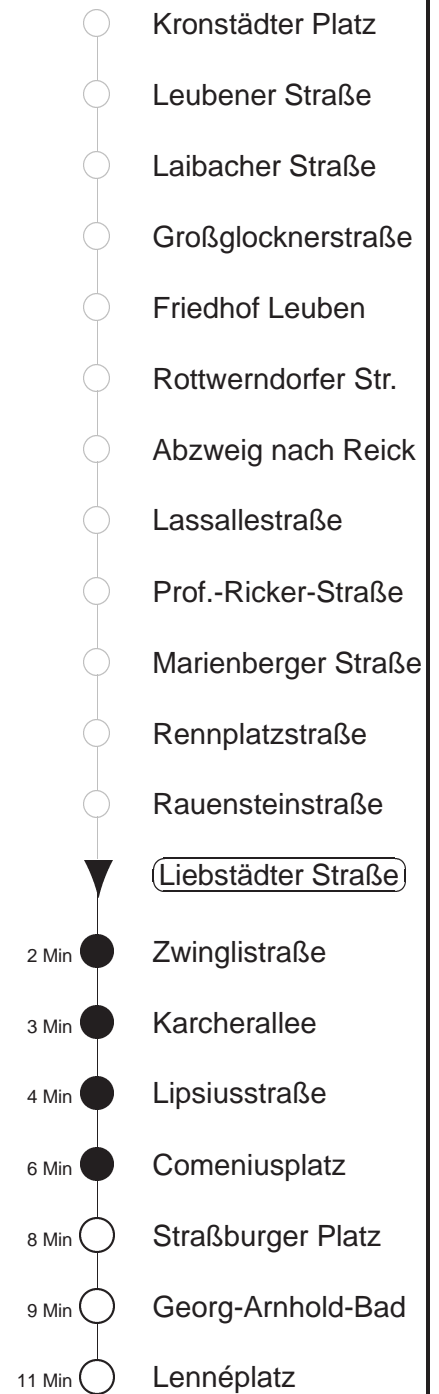 Kronstädter Platz
Leubener Straße
Laibacher Straße
Großglocknerstraße
Friedhof Leuben
Rottwerndorfer Str.
Abzweig nach Reick
Lassallestraße
Prof.-Ricker-Straße
Marienberger Straße
Rennplatzstraße
Rauensteinstraße
Liebstädter Straße
2 Min Zwinglistraße
3 Min Karcherallee
4 Min Lipsiusstraße
6 Min Comeniusplatz
8 Min Straßburger Platz
9 Min Georg-Arnhold-Bad
11 Min Lennéplatz